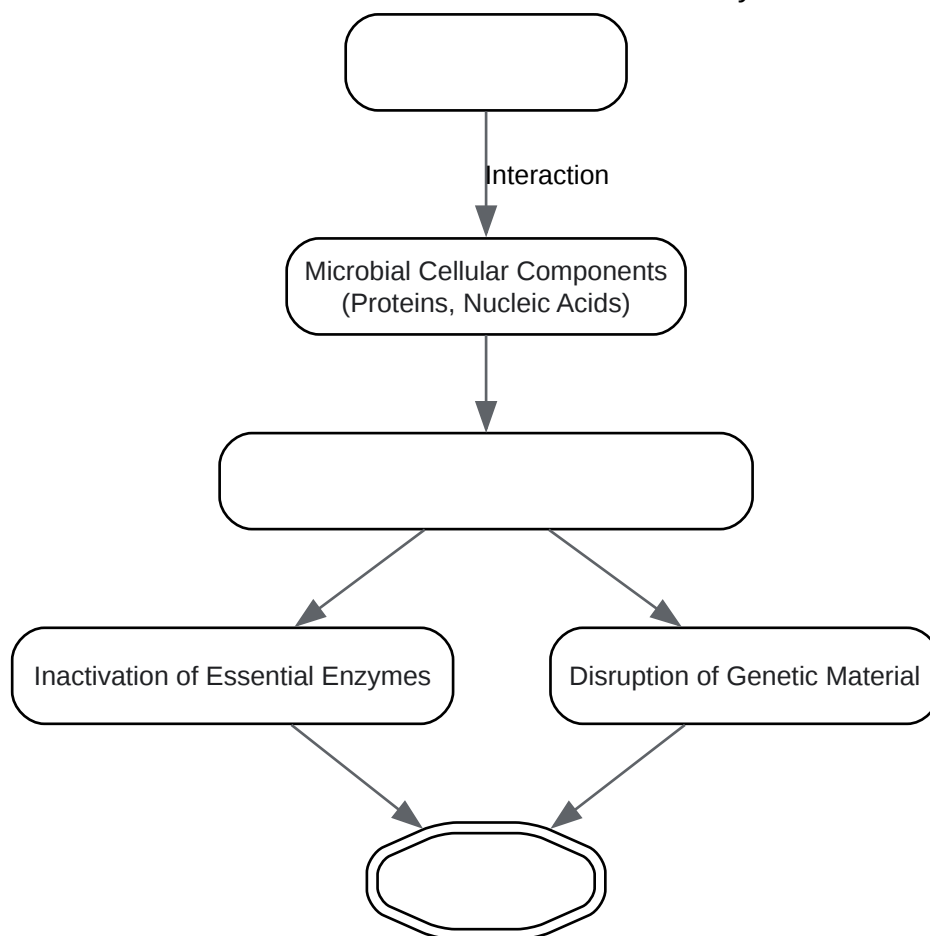 Interaction
Microbial Cellular Components
(Proteins, Nucleic Acids)
Inactivation of Essential Enzymes
Disruption of Genetic Material